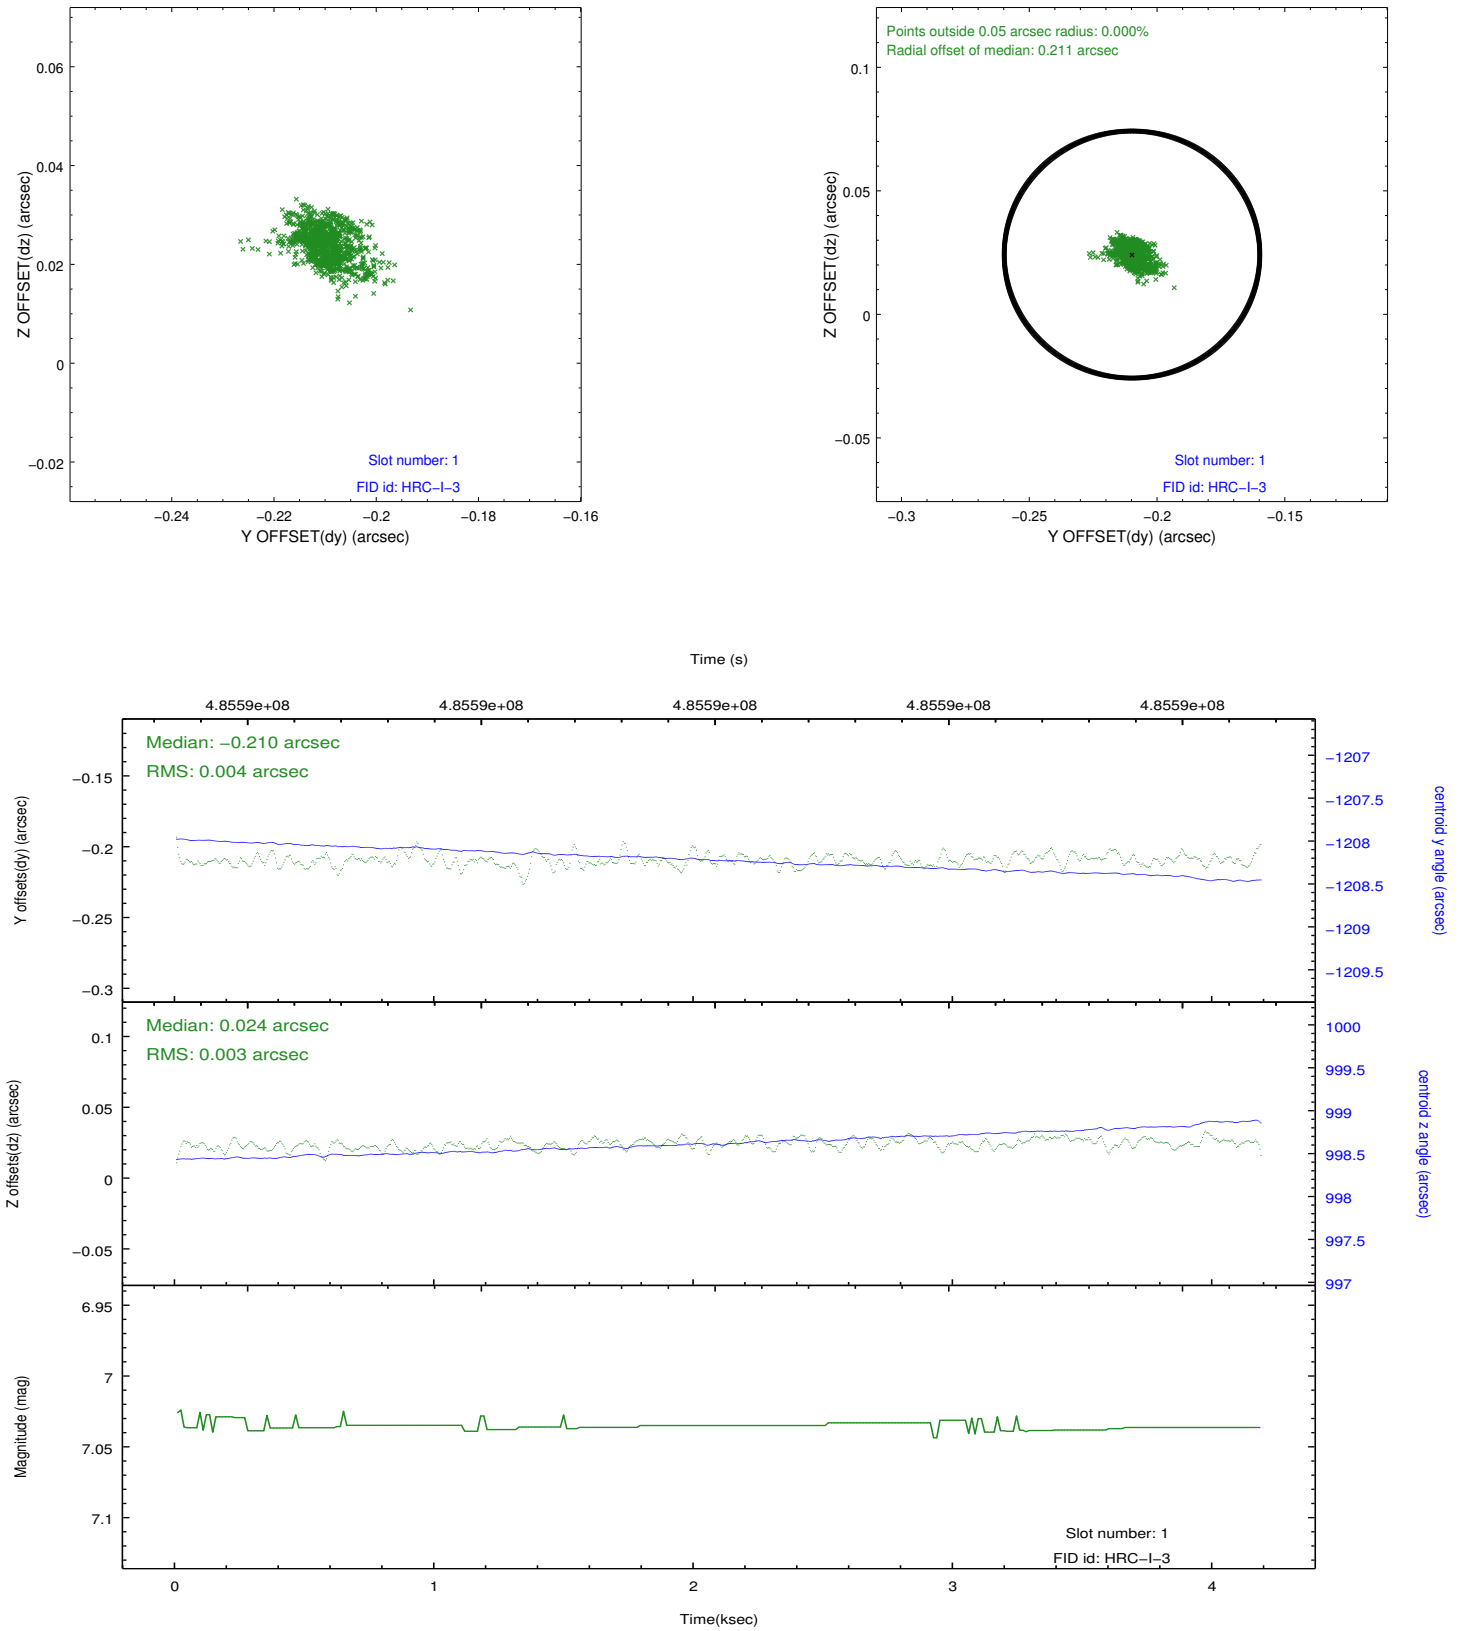 0.06
0.04
0.02
0
−0.02
Z OFFSET(dz) (arcsec)
Slot number: 1
FID id: HRC−I−3
−0.24 −0.22 −0.2 −0.18 −0.16
Y OFFSET(dy) (arcsec)
Points outside 0.05 arcsec radius: 0.000%
Radial offset of median: 0.211 arcsec
0.1
0.05
0
−0.05
Z OFFSET(dz) (arcsec)
Slot number: 1
FID id: HRC−I−3
−0.3 −0.25 −0.2 −0.15
Y OFFSET(dy) (arcsec)
Time (s)
4.8559e+08 4.8559e+08 4.8559e+08 4.8559e+08 4.8559e+08
Median: −0.210 arcsec
RMS: 0.004 arcsec
−0.15
−0.2
−0.25
−0.3
Y offsets(dy) (arcsec)
−1207
−1207.5
−1208
−1208.5
−1209
−1209.5
centroid y angle (arcsec)
Median: 0.024 arcsec
RMS: 0.003 arcsec
0.1
0.05
0
−0.05
Z offsets(dz) (arcsec)
1000
999.5
999
998.5
998
997.5
997
centroid z angle (arcsec)
6.95
7
7.05
7.1
Magnitude (mag)
Slot number: 1
FID id: HRC−I−3
0 1 2 3 4
Time(ksec)